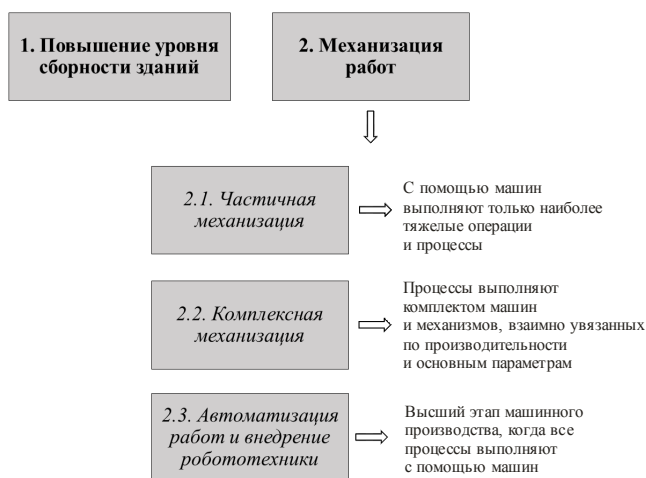 1. Повышение уровня
сборности зданий
2. Механизация
работ
2.1. Частичная
механизация
С помощью машин
выполняют только наиболее
тяжелые операции
и процессы
2.2. Комплексная
механизация
Процессы выполняют
комплектом машин
и механизмов, взаимно увязанных
по производительности
и основным параметрам
2.3. Автоматизация
работ и внедрение
робототехники
Высший этап машинного
производства, когда все
процессы выполняют
с помощью машин